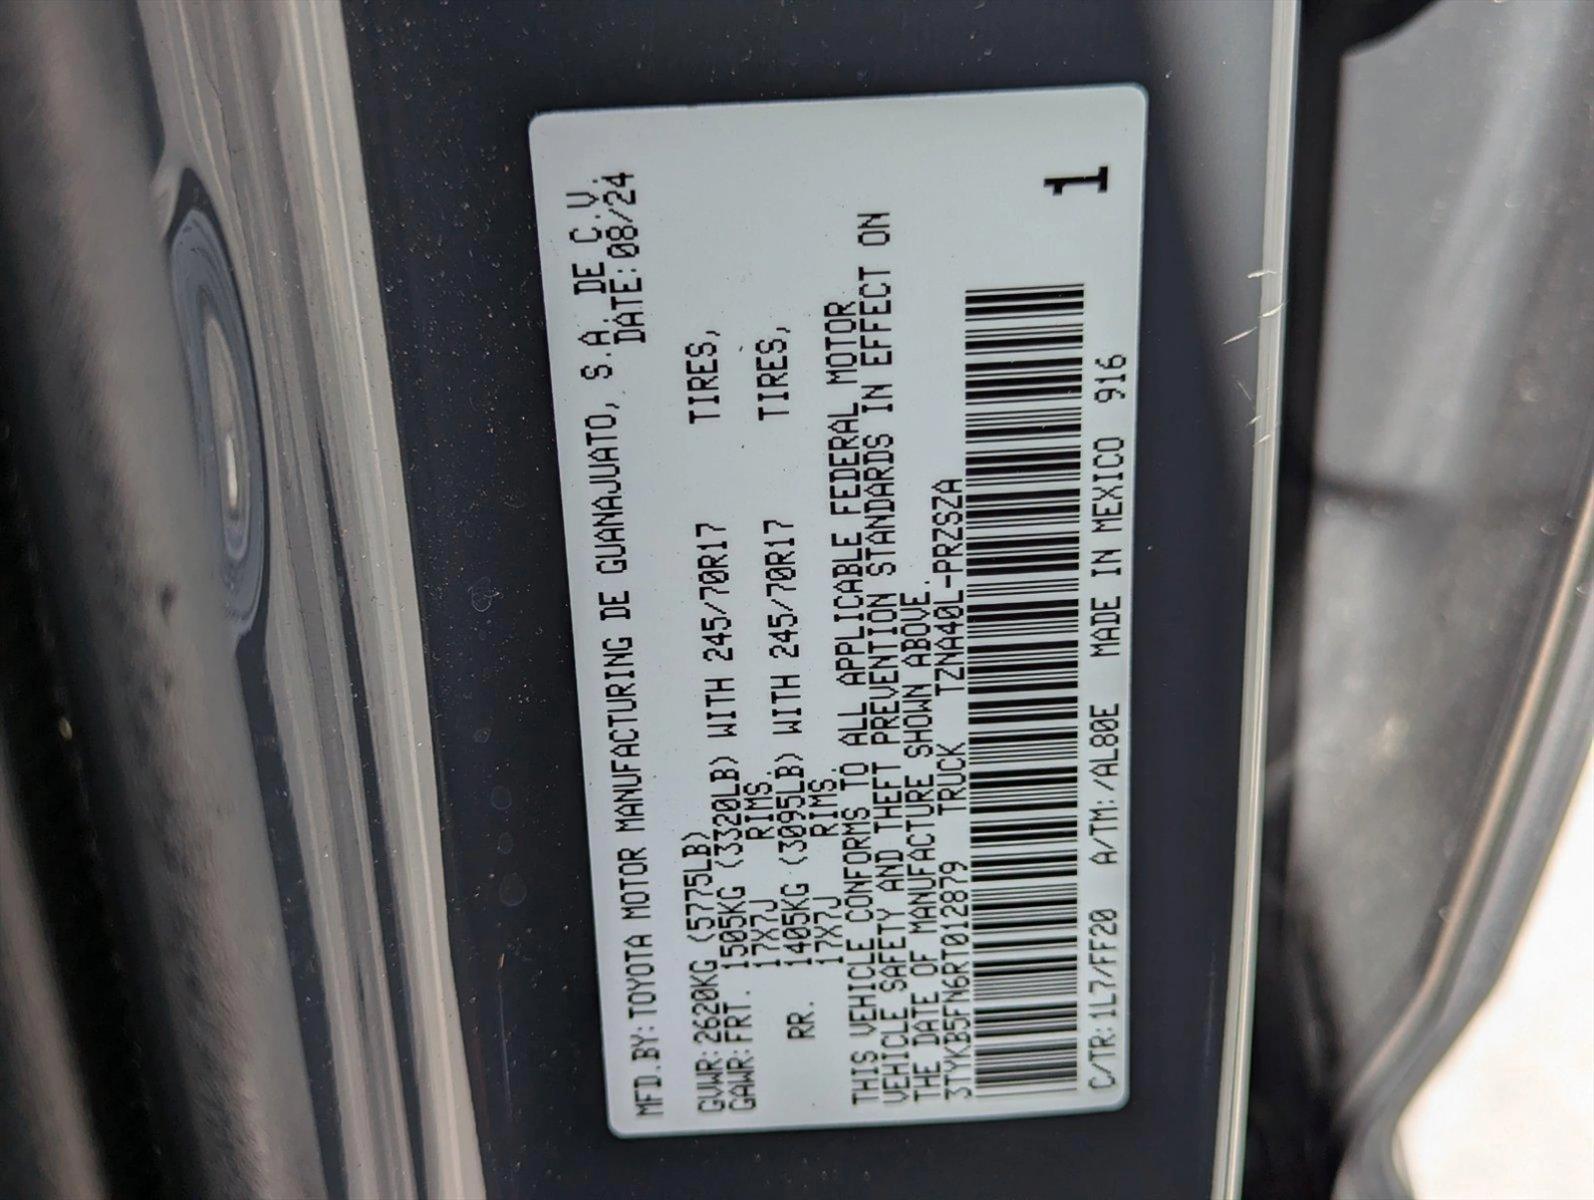 MFD.BY:TOYOTA MOTOR MANUFACTURING DE GUANAJUATO, S.A. DE C.V.
DATE:08/24
GVWR:2620KG (5775LB)
GAWR:FRT. 1505KG (3320LB) WITH 245/70R17 TIRES,
17X7J RIMS.
RR. 1405KG (3095LB) WITH 245/70R17 TIRES,
17X7J RIMS.
THIS VEHICLE CONFORMS TO ALL APPLICABLE FEDERAL MOTOR
VEHICLE SAFETY AND THEFT PREVENTION STANDARDS IN EFFECT ON
THE DATE OF MANUFACTURE SHOWN ABOVE.
3TYKB5FN6RT012879 TRUCK TZNA40L-PRZSZA
C/TR:1L7/FF20 A/TM:/AL80E MADE IN MEXICO 916
1